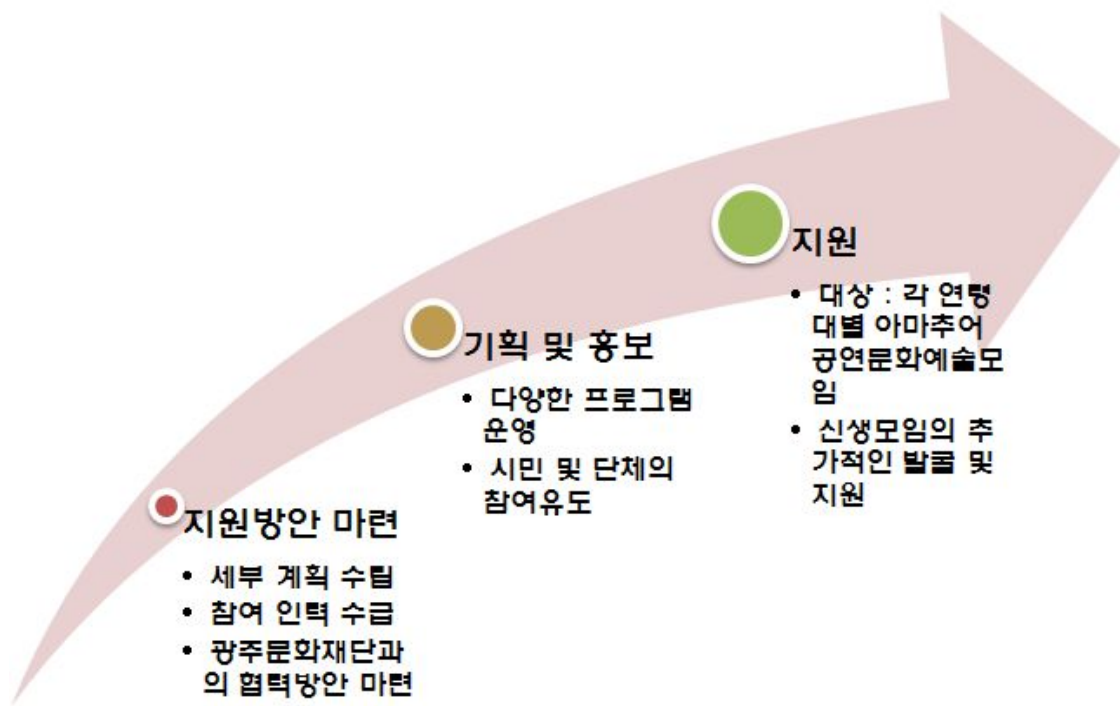 지원방안 마련
• 세부 계획 수립
• 참여 인력 수급
• 광주문화재단과
의 협력방안 마련
기획 및 홍보
• 다양한 프로그램
운영
• 시민 및 단체의
참여유도
지원
• 대상 : 각 연령
대별 아마추어
공연문화예술모
임
• 신생모임의 추
가적인 발굴 및
지원